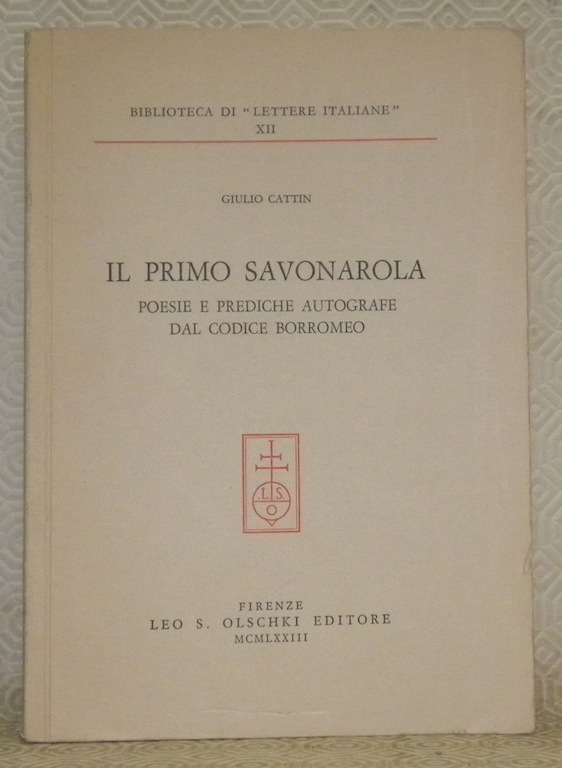 BIBLIOTECA DI "LETTERE ITALIANE"
XII
GIULIO CATTIN
IL PRIMO SAVONAROLA
POESIE E PREDICHE AUTOGRAFE
DAL CODICE BORROMEO
L. S.
O
FIRENZE
LEO S. OLSCHKI EDITORE
MCMLXXIII